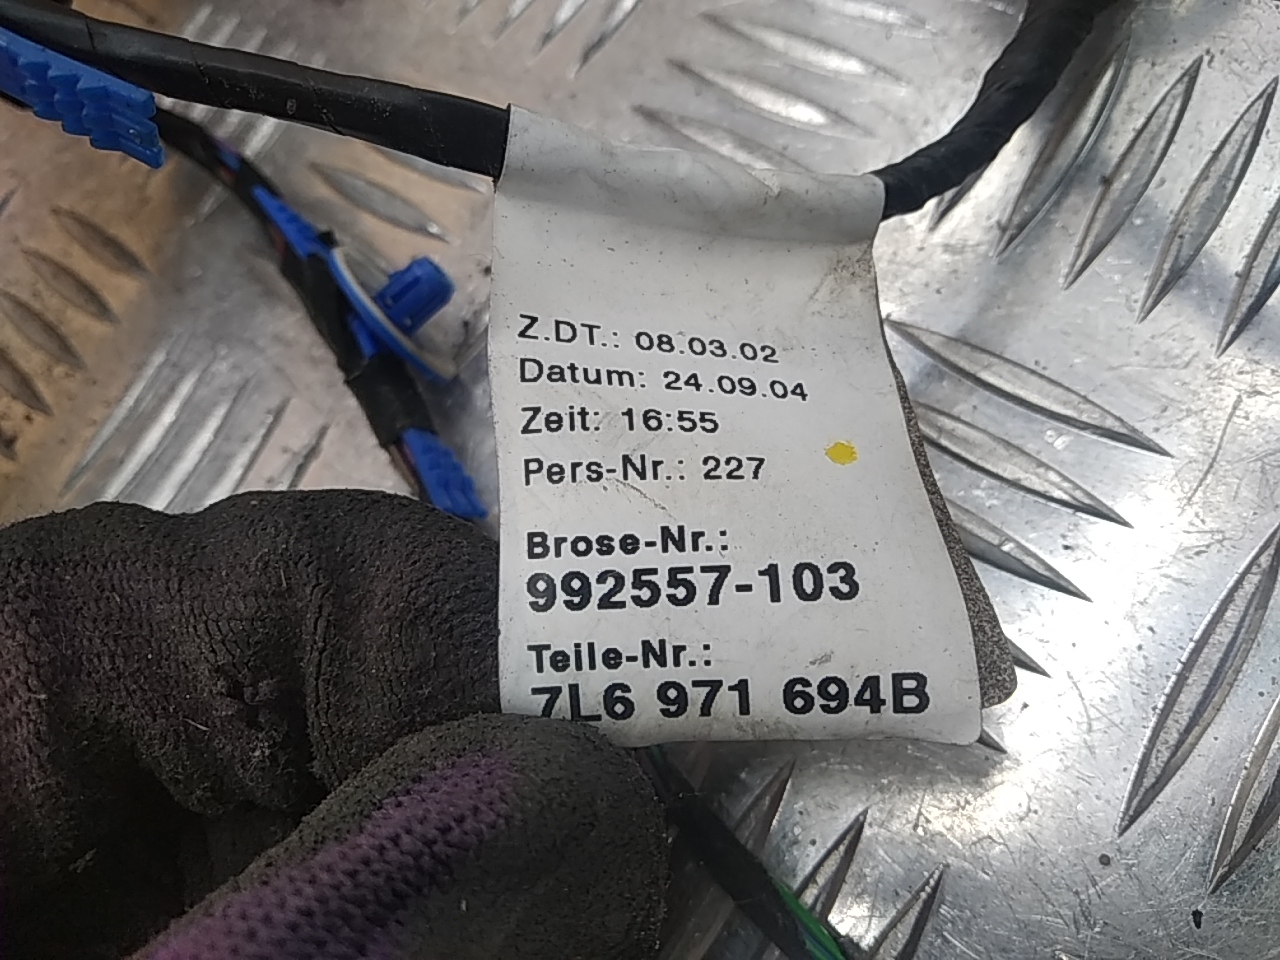 Z.DT.: 08.03.02
Datum: 24.09.04
Zeit: 16:55
Pers-Nr.: 227
Brose-Nr.:
992557-103
Teile-Nr.:
7L6 971 694B